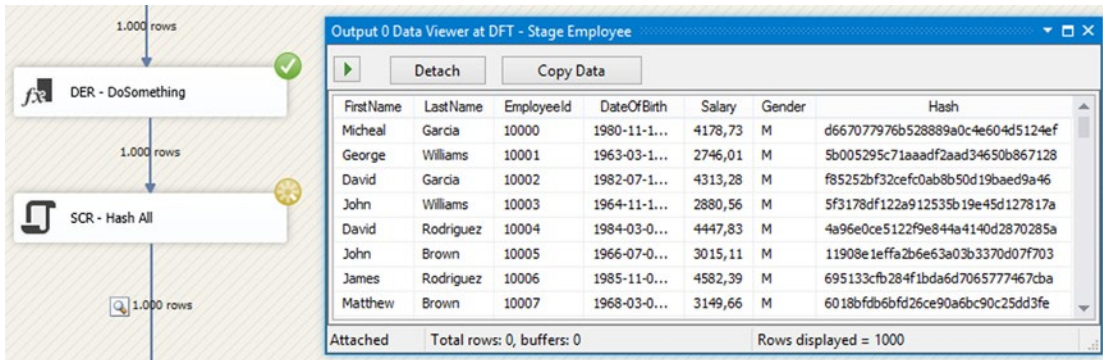 1.000 rows
DER - DoSomething
1.000 rows
SCR - Hash All
1.000 rows
Output 0 Data Viewer at DFT - Stage Employee
Detach Copy Data
FirstName LastName EmployeeId DateOfBirth Salary Gender Hash
Micheal Garcia 10000 1980-11-1... 4178,73 M d667077976b528889a0c4e604d5124ef
George Williams 10001 1963-03-1... 2746,01 M 5b005295c71aaadf2aad34650b867128
David Garcia 10002 1982-07-1... 4313,28 M f85252bf32cefc0ab8b50d19baed9a46
John Williams 10003 1964-11-1... 2880,56 M 5f3178df122a912535b19e45d127817a
David Rodriguez 10004 1984-03-0... 4447,83 M 4a96e0ce5122f9e844a4140d2870285a
John Brown 10005 1966-07-0... 3015,11 M 11908e1effa2b6e63a03b3370d07f703
James Rodriguez 10006 1985-11-0... 4582,39 M 695133cfb284f1bda6d7065777467cba
Matthew Brown 10007 1968-03-0... 3149,66 M 6018bfdb6bfd26ce90a6bc90c25dd3fe
Attached Total rows: 0, buffers: 0 Rows displayed = 1000